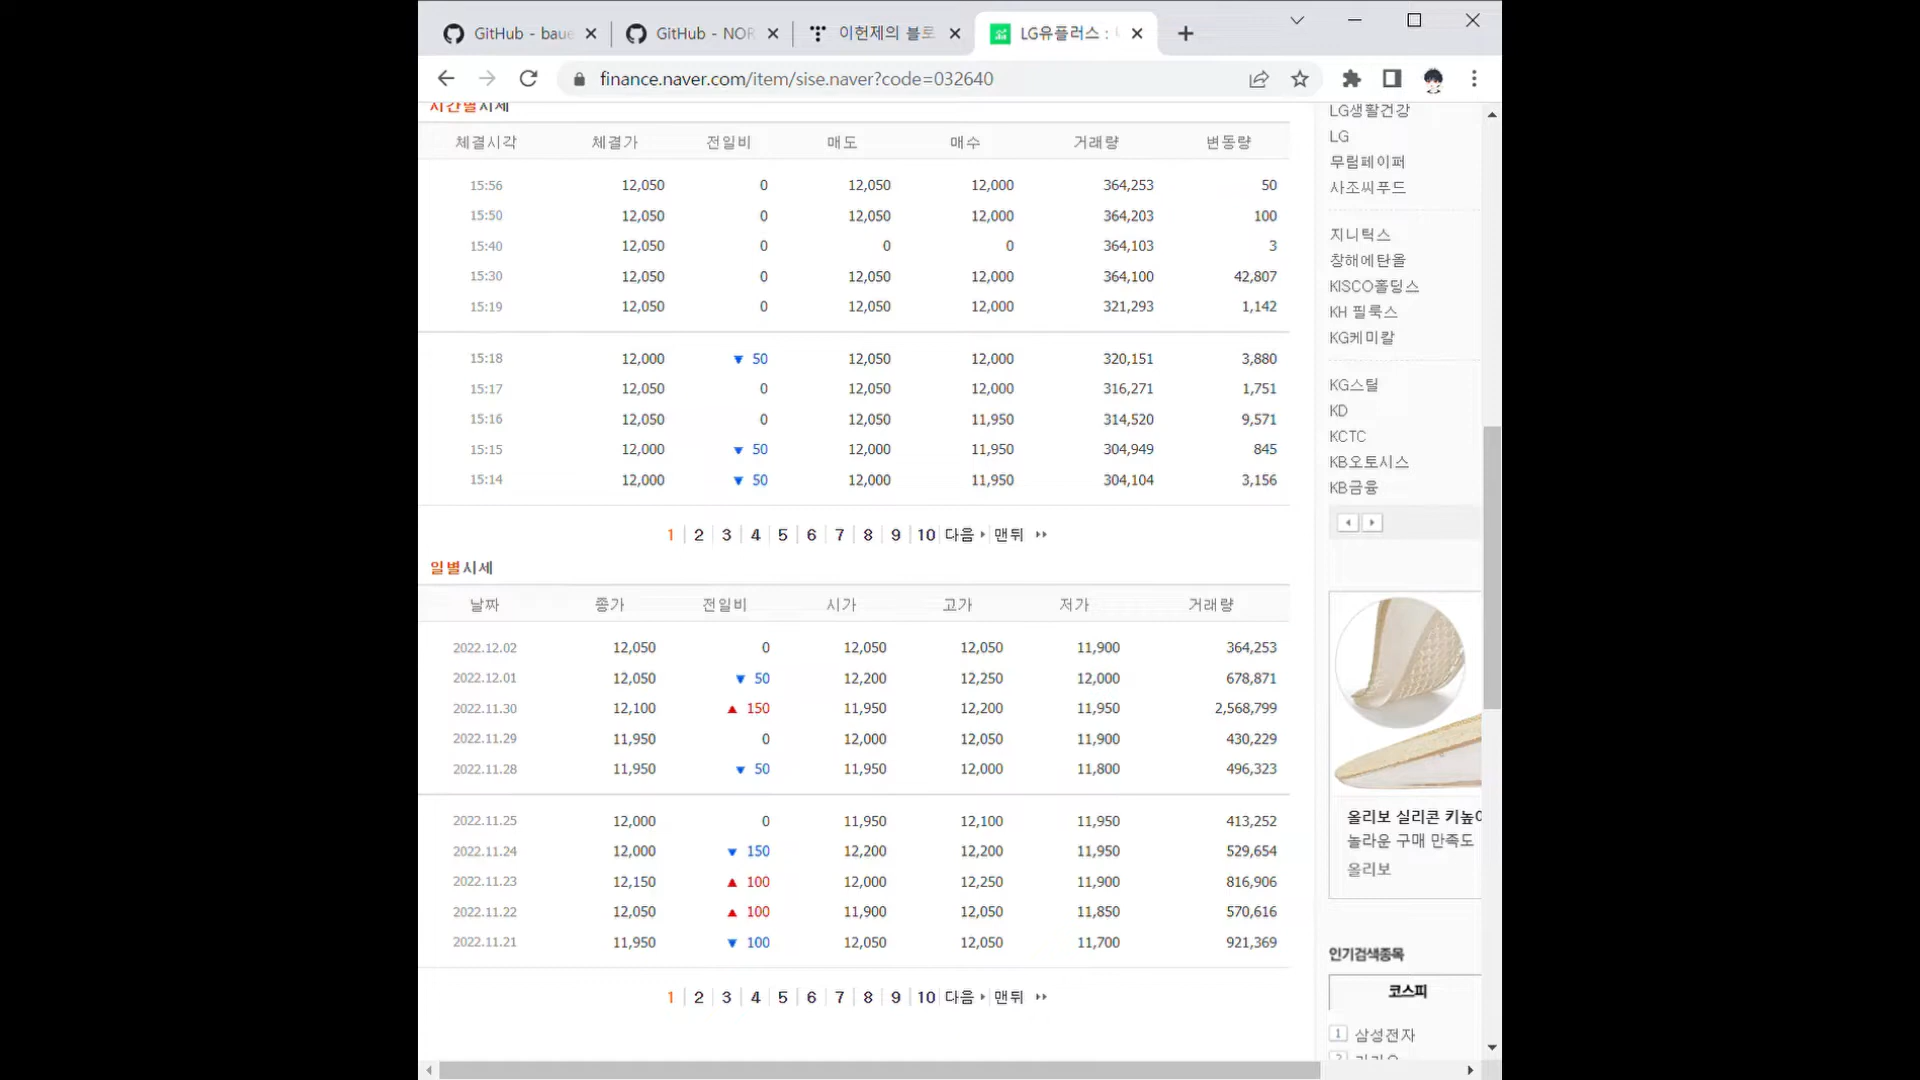 GitHub - baue
GitHub - NOR
이헌제의 블로
LG유플러스 :
finance.naver.com/item/sise.naver?code=032640
시간별시세
체결시각 체결가 전일비 매도 매수 거래량 변동량
15:56 12,050 0 12,050 12,000 364,253 50
15:50 12,050 0 12,050 12,000 364,203 100
15:40 12,050 0 0 0 364,103 3
15:30 12,050 0 12,050 12,000 364,100 42,807
15:19 12,050 0 12,050 12,000 321,293 1,142
15:18 12,000 ▼ 50 12,050 12,000 320,151 3,880
15:17 12,050 0 12,050 12,000 316,271 1,751
15:16 12,050 0 12,050 11,950 314,520 9,571
15:15 12,000 ▼ 50 12,000 11,950 304,949 845
15:14 12,000 ▼ 50 12,000 11,950 304,104 3,156
1 2 3 4 5 6 7 8 9 10 다음 맨뒤
일별시세
날짜 종가 전일비 시가 고가 저가 거래량
2022.12.02 12,050 0 12,050 12,050 11,900 364,253
2022.12.01 12,050 ▼ 50 12,200 12,250 12,000 678,871
2022.11.30 12,100 ▲ 150 11,950 12,200 11,950 2,568,799
2022.11.29 11,950 0 12,000 12,050 11,900 430,229
2022.11.28 11,950 ▼ 50 11,950 12,000 11,800 496,323
2022.11.25 12,000 0 11,950 12,100 11,950 413,252
2022.11.24 12,000 ▼ 150 12,200 12,200 11,950 529,654
2022.11.23 12,150 ▲ 100 12,000 12,250 11,900 816,906
2022.11.22 12,050 ▲ 100 11,900 12,050 11,850 570,616
2022.11.21 11,950 ▼ 100 12,050 12,050 11,700 921,369
1 2 3 4 5 6 7 8 9 10 다음 맨뒤
LG생활건강
LG
무림페이퍼
사조씨푸드
지니틱스
창해에탄올
KISCO홀딩스
KH 필룩스
KG케미칼
KG스틸
KD
KCTC
KB오토시스
KB금융
올리보 실리콘 키높이
놀라운 구매 만족도
올리보
인기검색종목
코스피
1 삼성전자